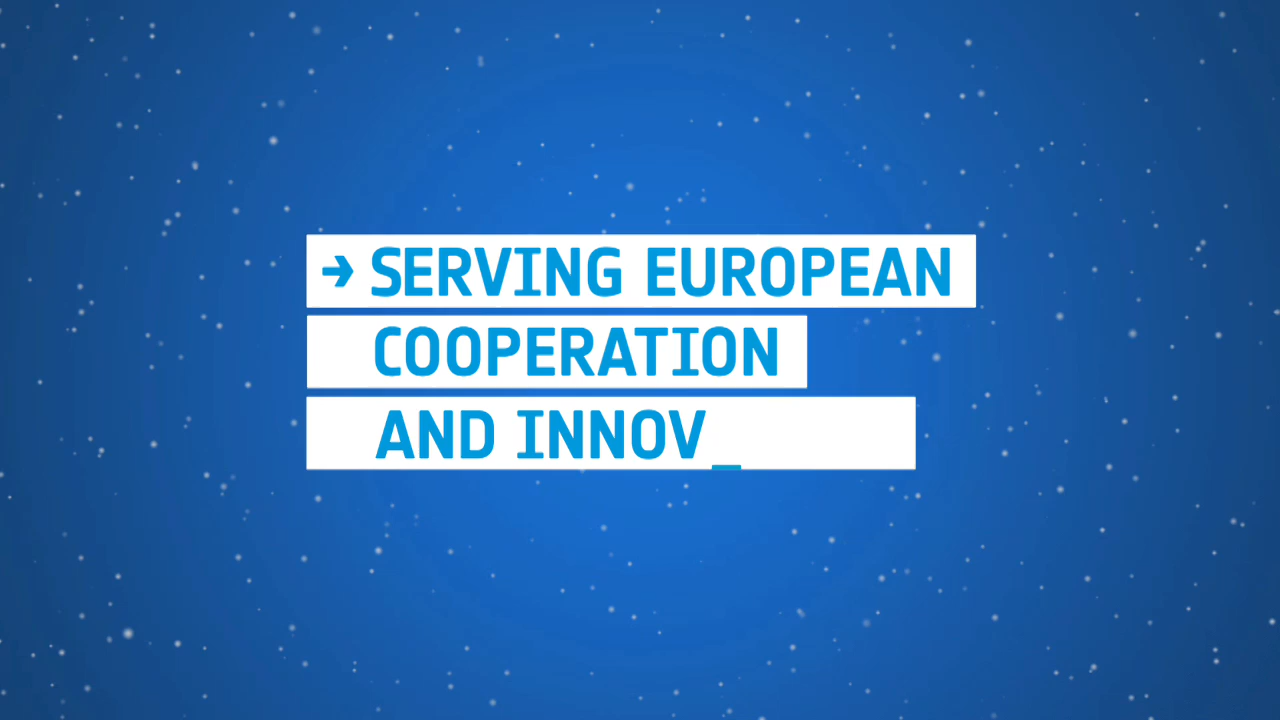 → SERVING EUROPEAN
COOPERATION
AND INNOV_